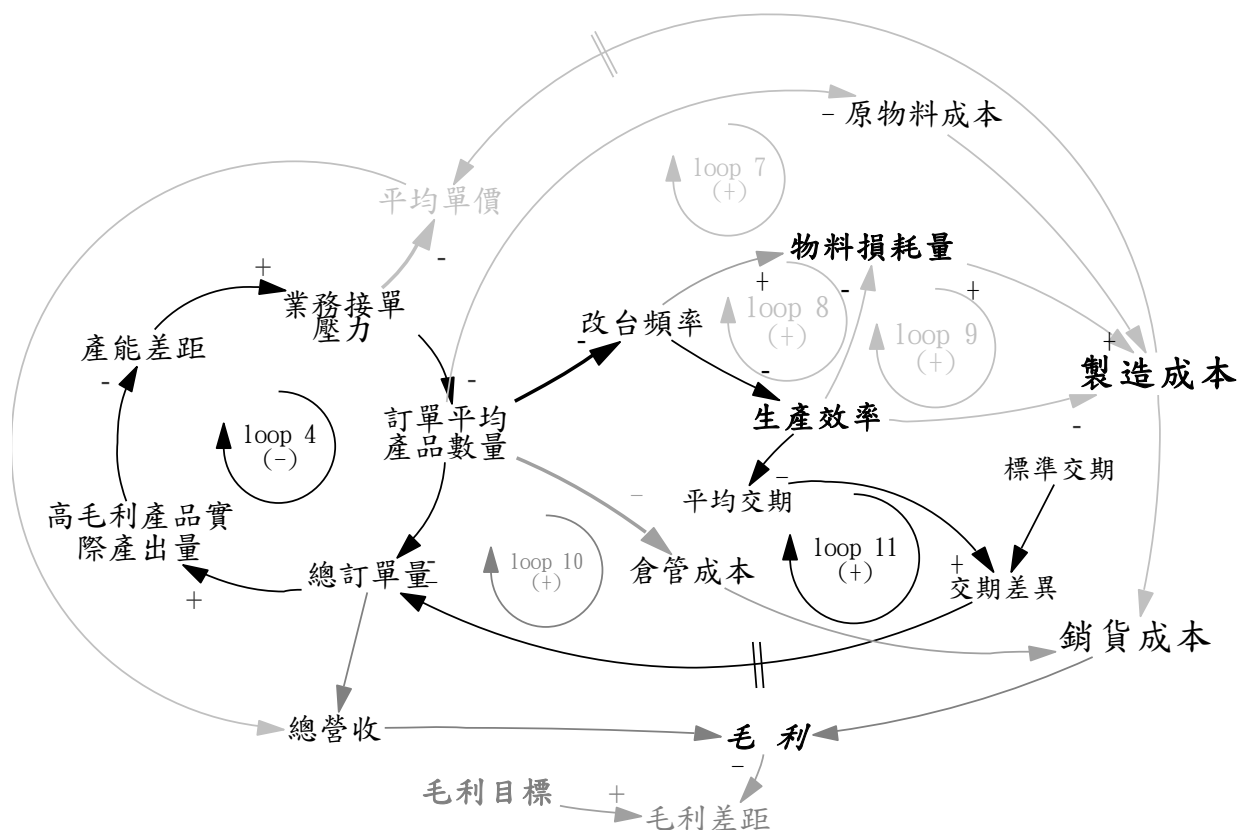 - 原物料成本
loop 7
(+)
平均單價
-
物料損耗量
+
-
+
業務接單
壓力
+
loop 8
(+)
改台頻率
-
loop 9
(+)
產能差距
-
+
製造成本
-
訂單平均
產品數量
-
生產效率
-
loop 4
(-)
標準交期
-
平均交期
高毛利產品實
際產出量
-
loop 10
(+)
loop 11
(+)
倉管成本
+
交期差異
總訂單量
-
-
+
銷貨成本
總營收
毛 利
-
毛利目標
+
毛利差距